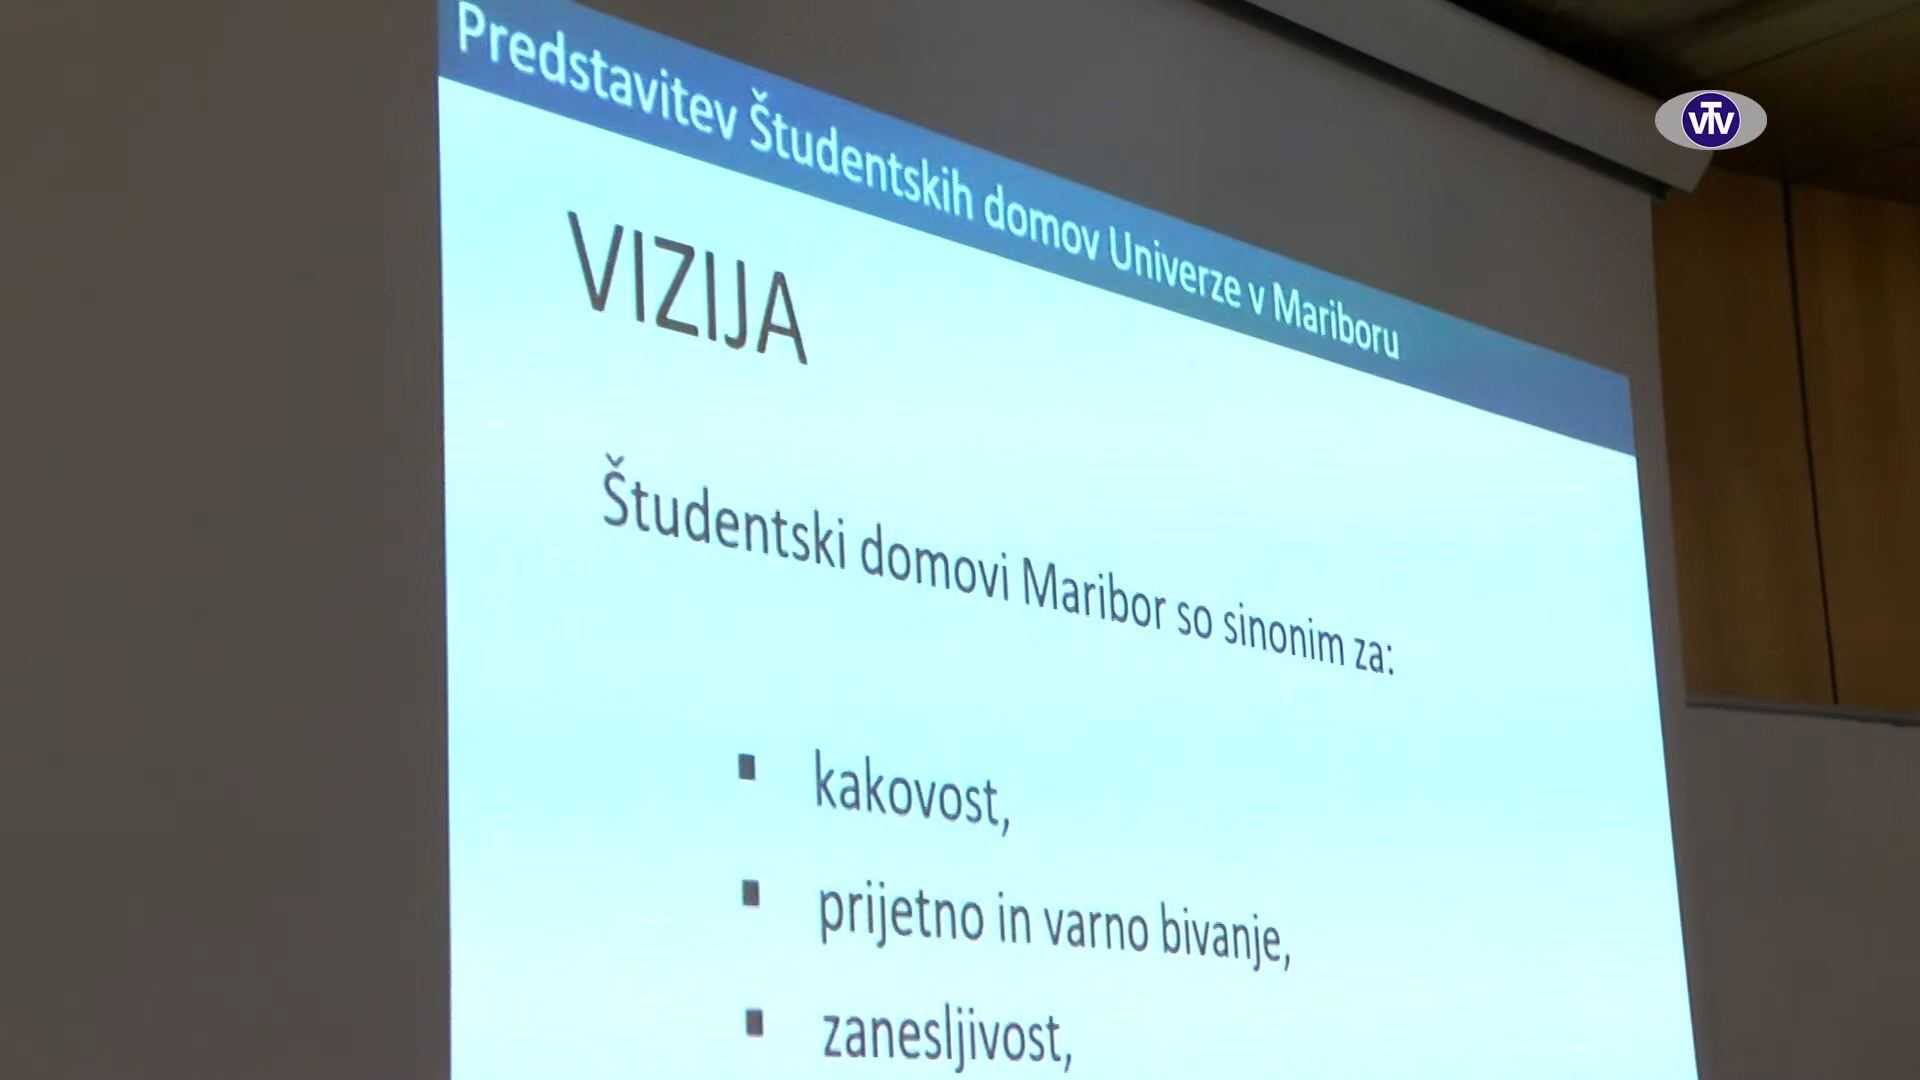 Predstavitev Študentskih domov Univerze v Mariboru
VTV
VIZIJA
Študentski domovi Maribor so sinonim za:
▪ kakovost,
▪ prijetno in varno bivanje,
▪ zanesljivost,